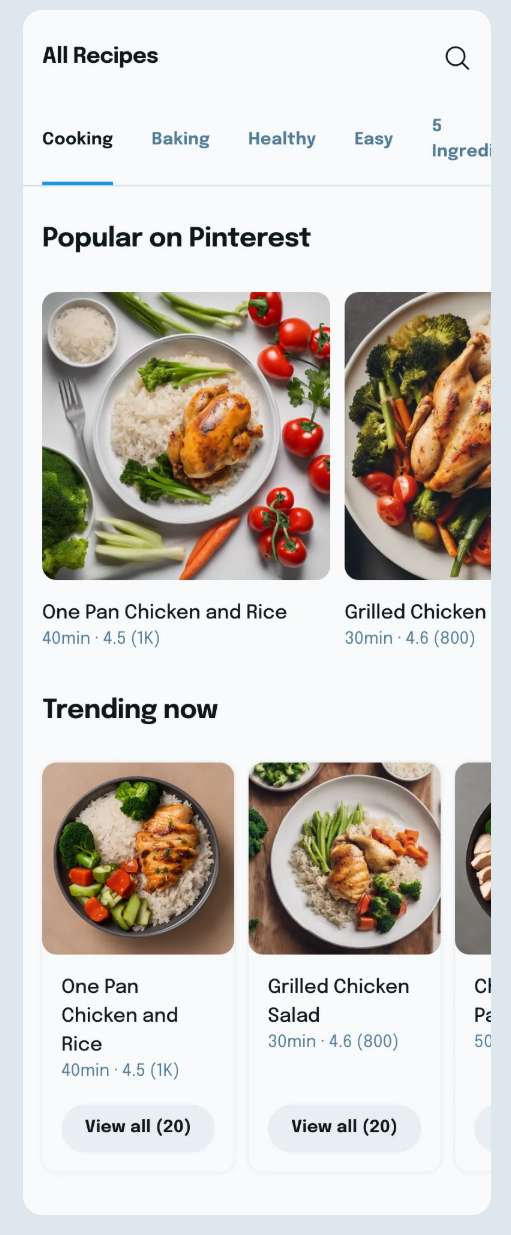 All Recipes
Cooking
Baking
Healthy
Easy
5
Ingredi
Popular on Pinterest
One Pan Chicken and Rice
40min · 4.5 (1K)
Grilled Chicken
30min · 4.6 (800)
Trending now
One Pan
Chicken and
Rice
40min · 4.5 (1K)
View all (20)
Grilled Chicken
Salad
30min · 4.6 (800)
View all (20)
Pa
50